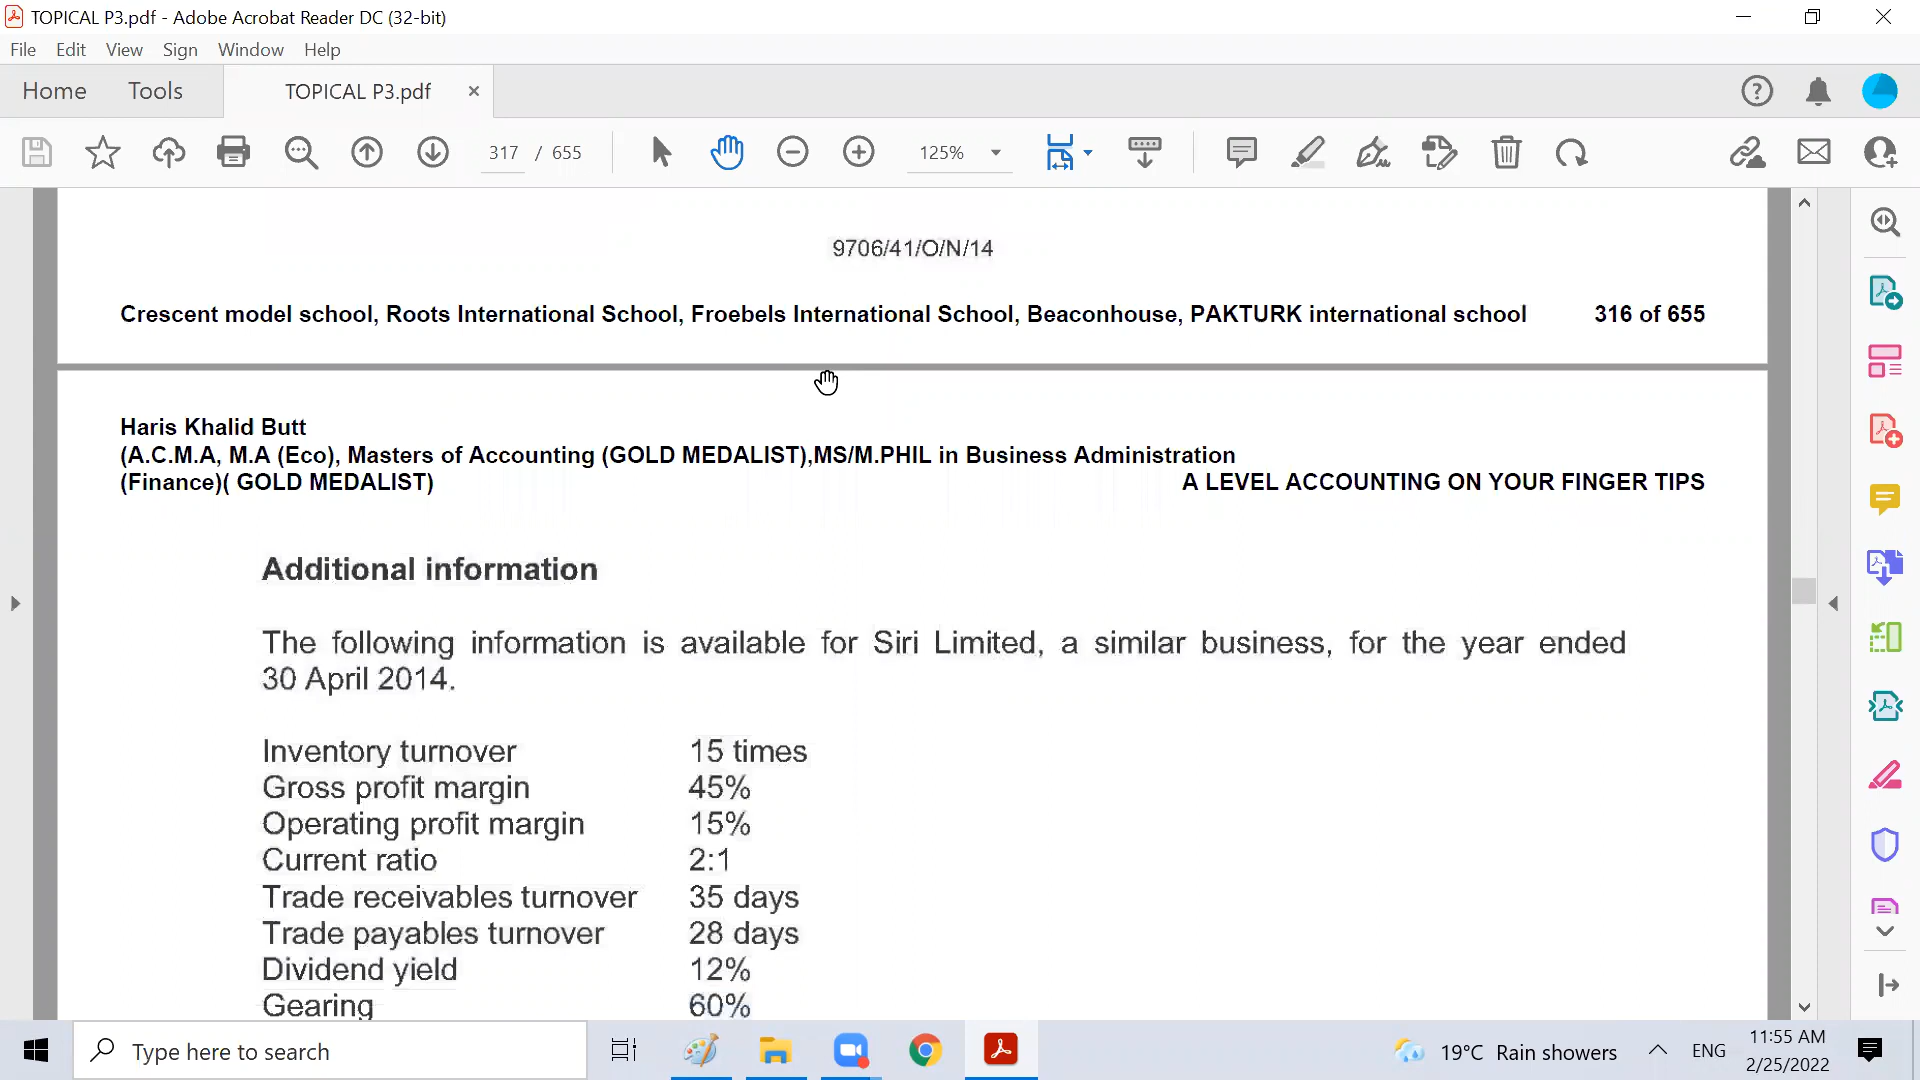 TOPICAL P3.pdf - Adobe Acrobat Reader DC (32-bit)
File Edit View Sign Window Help
Home Tools TOPICAL P3.pdf ×
317 / 655 125%
9706/41/O/N/14
Crescent model school, Roots International School, Froebels International School, Beaconhouse, PAKTURK international school 316 of 655
Haris Khalid Butt
(A.C.M.A, M.A (Eco), Masters of Accounting (GOLD MEDALIST),MS/M.PHIL in Business Administration
(Finance)( GOLD MEDALIST) A LEVEL ACCOUNTING ON YOUR FINGER TIPS
Additional information
The following information is available for Siri Limited, a similar business, for the year ended
30 April 2014.
Inventory turnover 15 times
Gross profit margin 45%
Operating profit margin 15%
Current ratio 2:1
Trade receivables turnover 35 days
Trade payables turnover 28 days
Dividend yield 12%
Gearing 60%
Type here to search
19°C Rain showers ENG 11:55 AM
2/25/2022